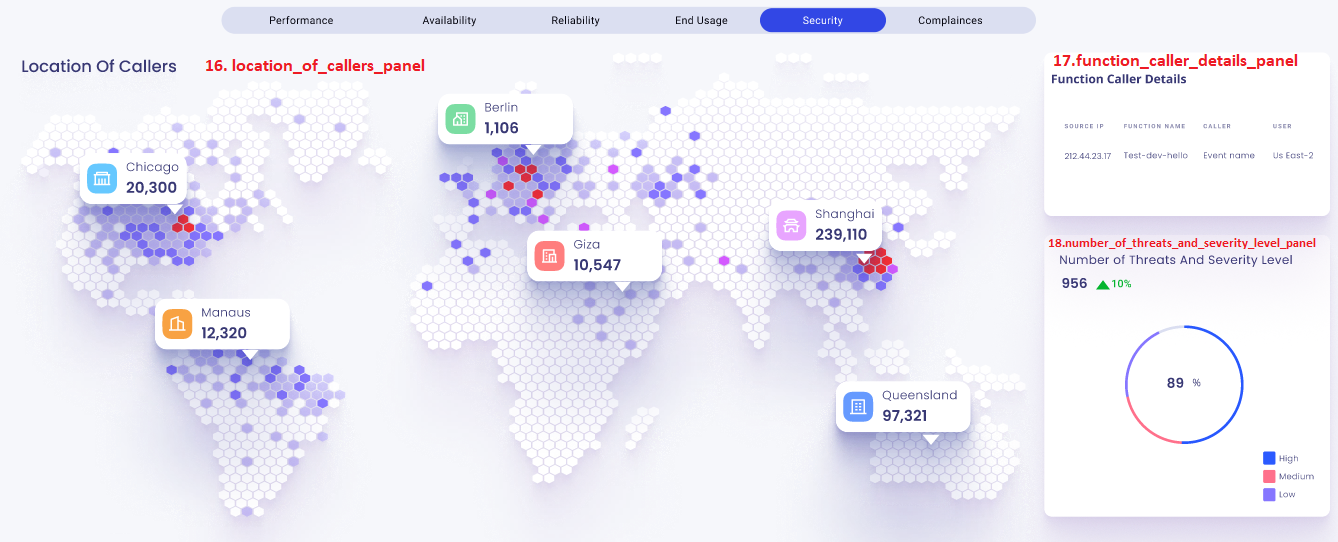 Performance Availability Reliability End Usage Security Complainces
Location Of Callers 16. location_of_callers_panel
Berlin
1,106
Chicago
20,300
Shanghai
239,110
Giza
10,547
Manaus
12,320
Queensland
97,321
17.function_caller_details_panel
Function Caller Details
SOURCE IP FUNCTION NAME CALLER USER
212.44.23.17 Test-dev-hello Event name Us East-2
18.number_of_threats_and_severity_level_panel
Number of Threats And Severity Level
956 10%
89 %
High
Medium
Low